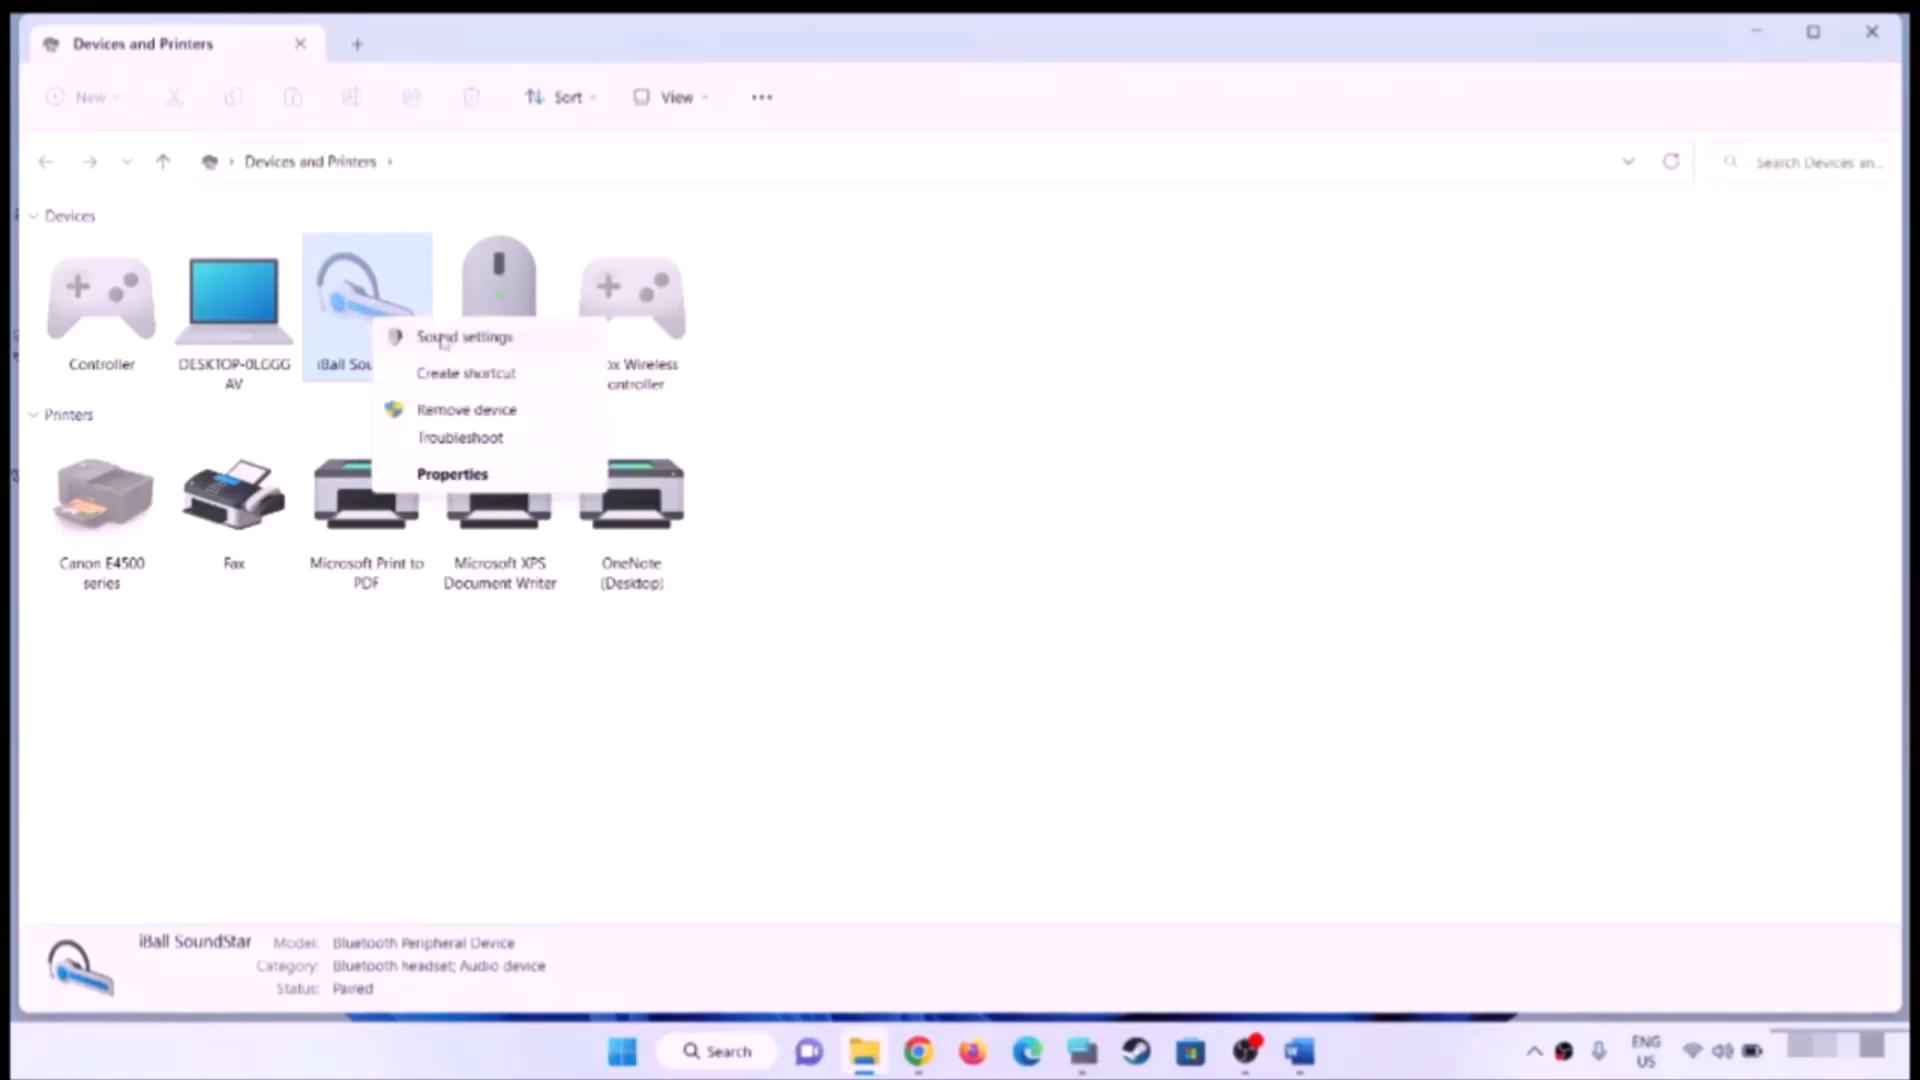 Devices and Printers
New
Sort
View
Devices and Printers
Search Devices an...
Devices
Controller
DESKTOP-0LGGG
AV
iBall Sou
ox Wireless
ontroller
Sound settings
Create shortcut
Remove device
Troubleshoot
Properties
Printers
Canon E4500
series
Fax
Microsoft Print to
PDF
Microsoft XPS
Document Writer
OneNote
(Desktop)
iBall SoundStar
Model: Bluetooth Peripheral Device
Category: Bluetooth headset; Audio device
Status: Paired
Search
ENG
US